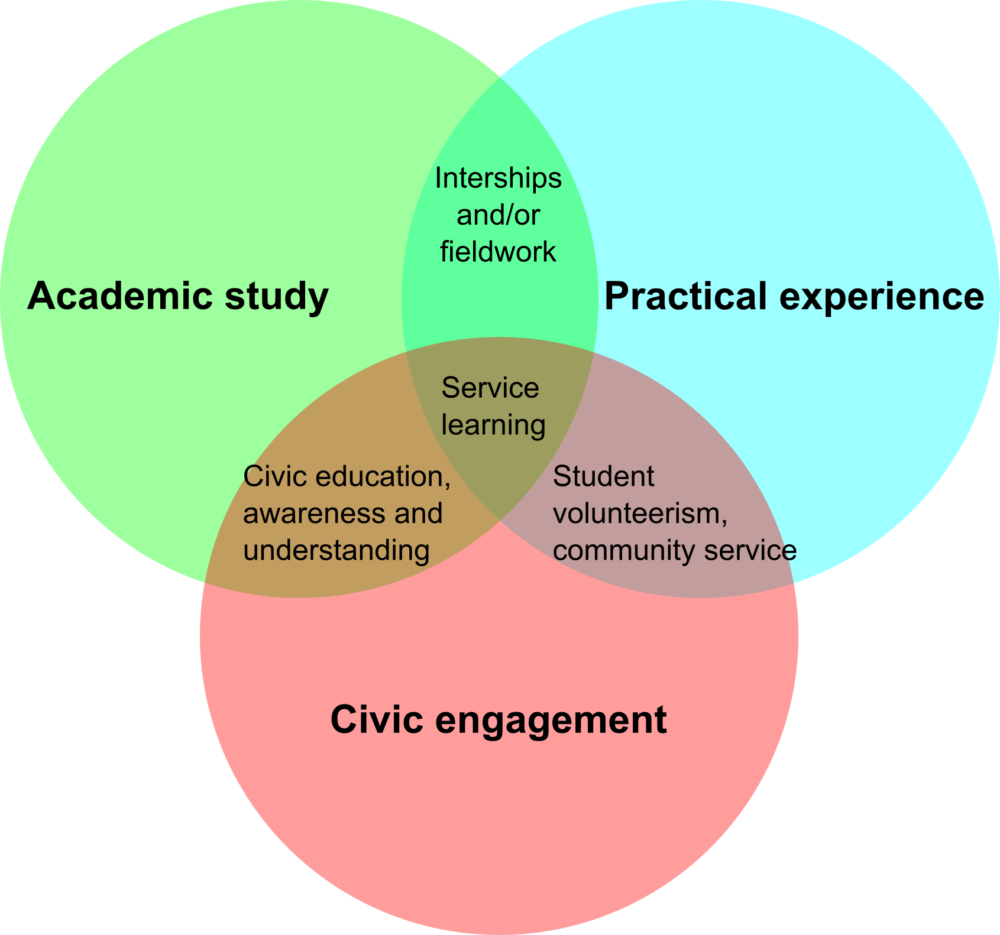 Interships
and/or
fieldwork
Academic study
Practical experience
Service
learning
Civic education,
awareness and
understanding
Student
volunteerism,
community service
Civic engagement